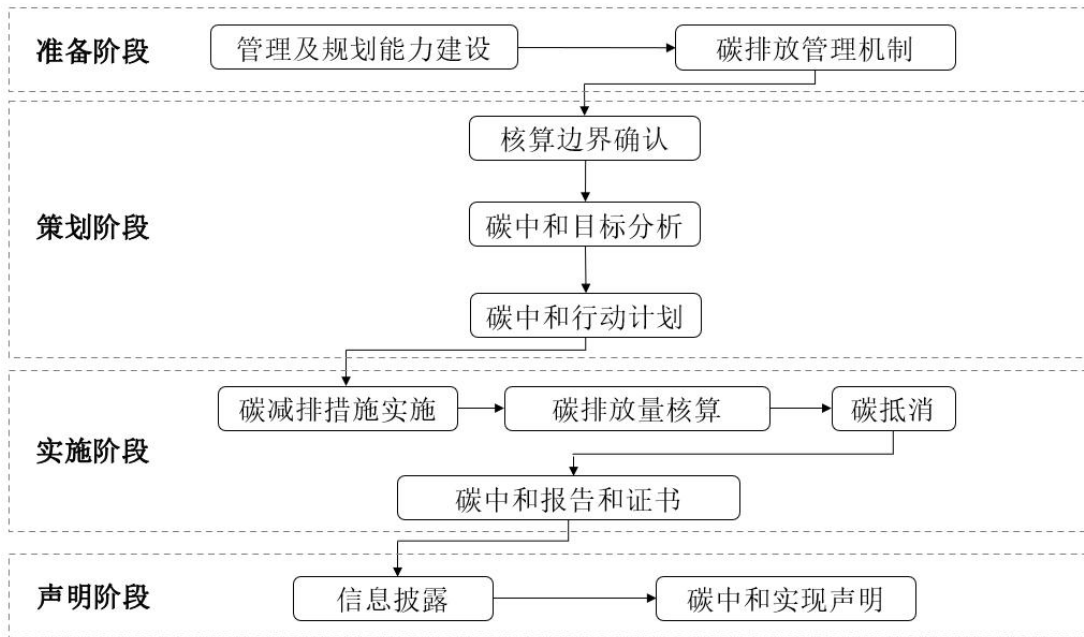 准备阶段
管理及规划能力建设
碳排放管理机制
策划阶段
核算边界确认
碳中和目标分析
碳中和行动计划
实施阶段
碳减排措施实施
碳排放量核算
碳抵消
碳中和报告和证书
声明阶段
信息披露
碳中和实现声明